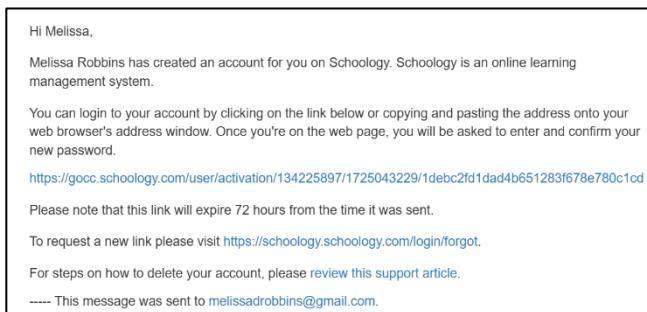 Hi Melissa,
Melissa Robbins has created an account for you on Schoology. Schoology is an online learning
management system.
You can login to your account by clicking on the link below or copying and pasting the address onto your
web browser's address window. Once you're on the web page, you will be asked to enter and confirm your
new password.
https://gocc.schoology.com/user/activation/134225897/1725043229/1debc2fd1dad4b651283f678e780c1cd
Please note that this link will expire 72 hours from the time it was sent.
To request a new link please visit https://schoology.schoology.com/login/forgot.
For steps on how to delete your account, please review this support article.
----- This message was sent to melissadrobbins@gmail.com.